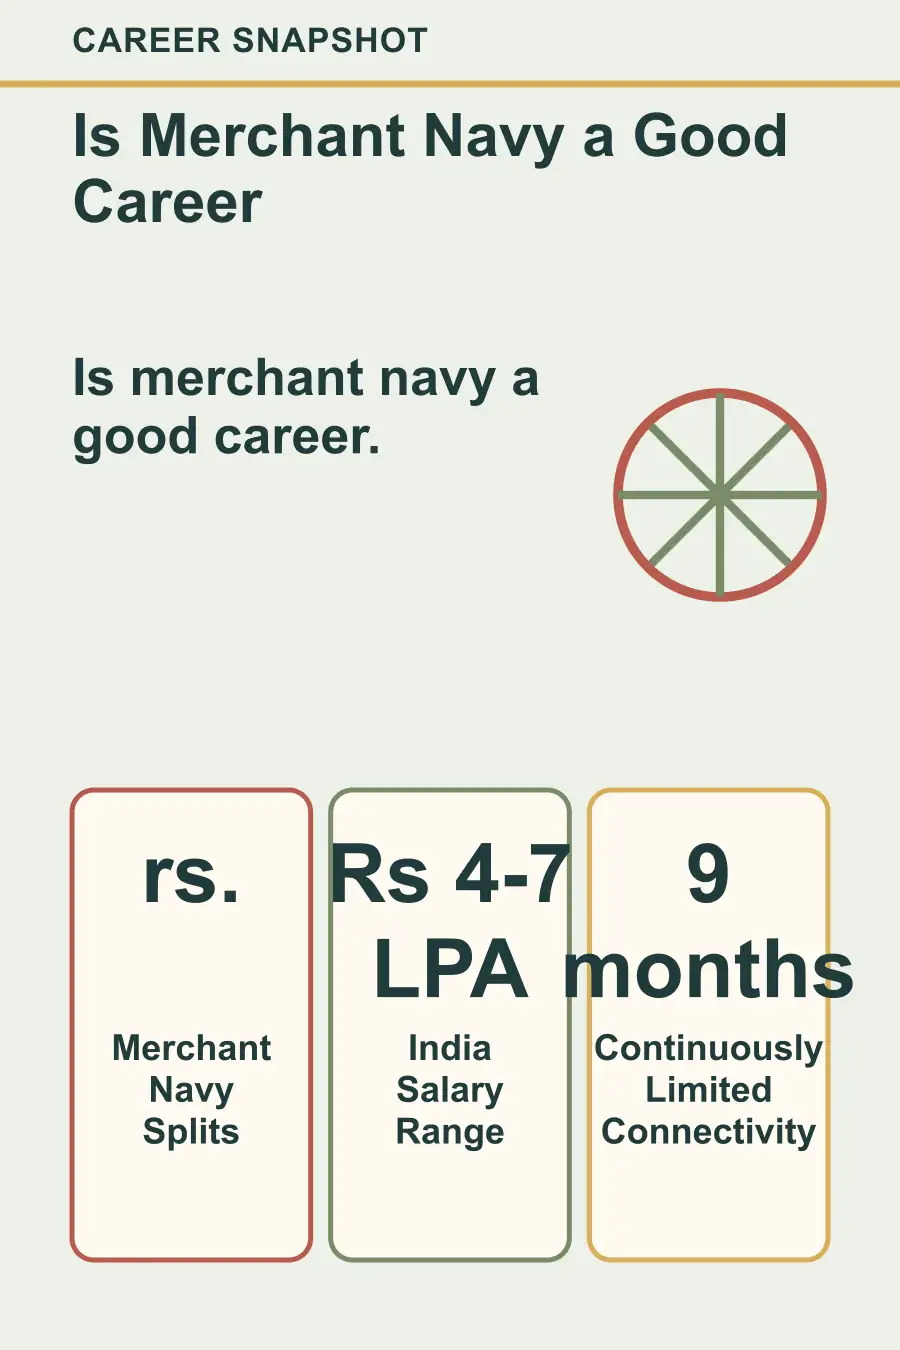 CAREER SNAPSHOT
Is Merchant Navy a Good
Career
Is merchant navy a
good career.
rs.
Merchant
Navy
Splits
Rs 4-7
LPA
India
Salary
Range
9
months
Continuously
Limited
Connectivity